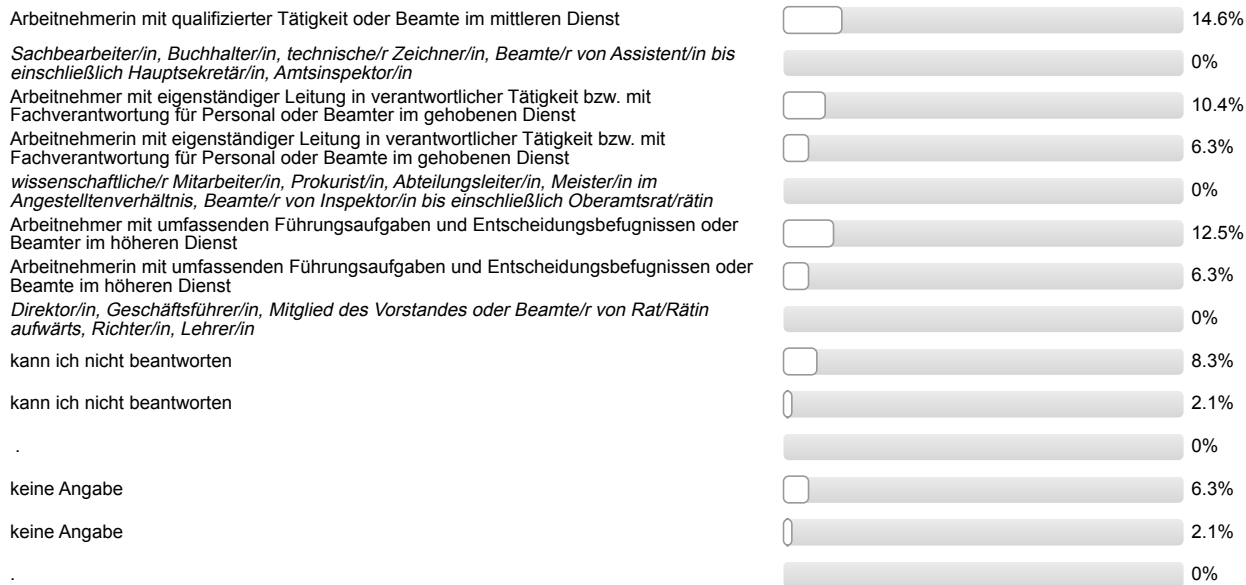 Arbeitnehmerin mit qualifizierter Tätigkeit oder Beamte im mittleren Dienst 14.6%
Sachbearbeiter/in, Buchhalter/in, technische/r Zeichner/in, Beamte/r von Assistent/in bis
einschließlich Hauptsekretär/in, Amtsinspektor/in 0%
Arbeitnehmer mit eigenständiger Leitung in verantwortlicher Tätigkeit bzw. mit
Fachverantwortung für Personal oder Beamter im gehobenen Dienst 10.4%
Arbeitnehmerin mit eigenständiger Leitung in verantwortlicher Tätigkeit bzw. mit
Fachverantwortung für Personal oder Beamte im gehobenen Dienst 6.3%
wissenschaftliche/r Mitarbeiter/in, Prokurist/in, Abteilungsleiter/in, Meister/in im
Angestelltenverhältnis, Beamte/r von Inspektor/in bis einschließlich Oberamtsrat/rätin 0%
Arbeitnehmer mit umfassenden Führungsaufgaben und Entscheidungsbefugnissen oder
Beamter im höheren Dienst 12.5%
Arbeitnehmerin mit umfassenden Führungsaufgaben und Entscheidungsbefugnissen oder
Beamte im höheren Dienst 6.3%
Direktor/in, Geschäftsführer/in, Mitglied des Vorstandes oder Beamte/r von Rat/Rätin
aufwärts, Richter/in, Lehrer/in 0%
kann ich nicht beantworten 8.3%
kann ich nicht beantworten 2.1%
. 0%
keine Angabe 6.3%
keine Angabe 2.1%
. 0%